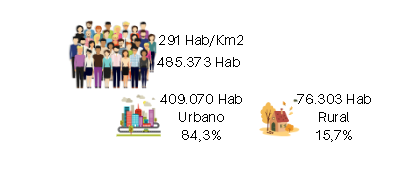 291 Hab/Km2
485.373 Hab
409.070 Hab
Urbano
84,3%
76.303 Hab
Rural
15,7%